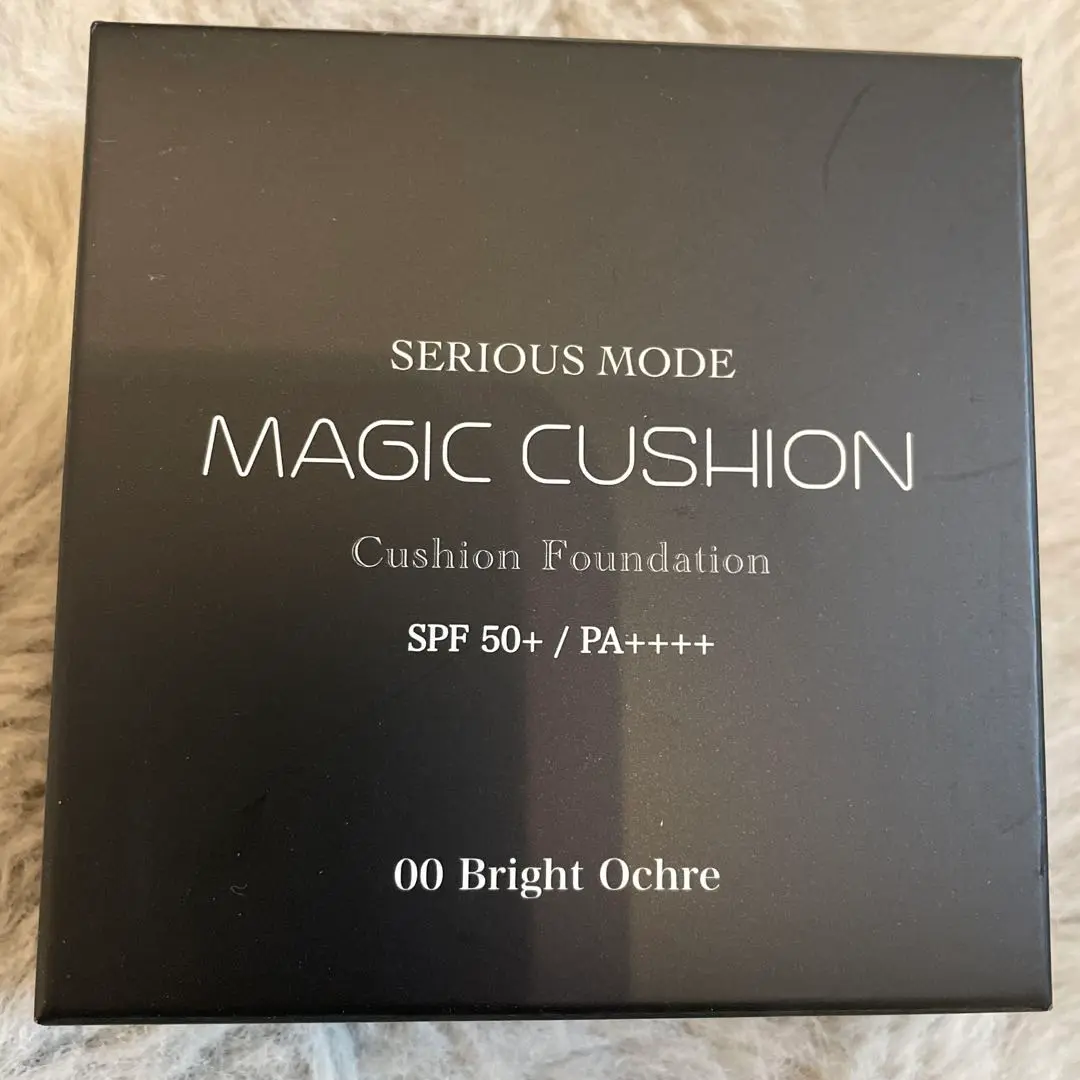 SERIOUS MODE
MAGIC CUSHION
Cushion Foundation
SPF 50+ / PA++++
00 Bright Ochre